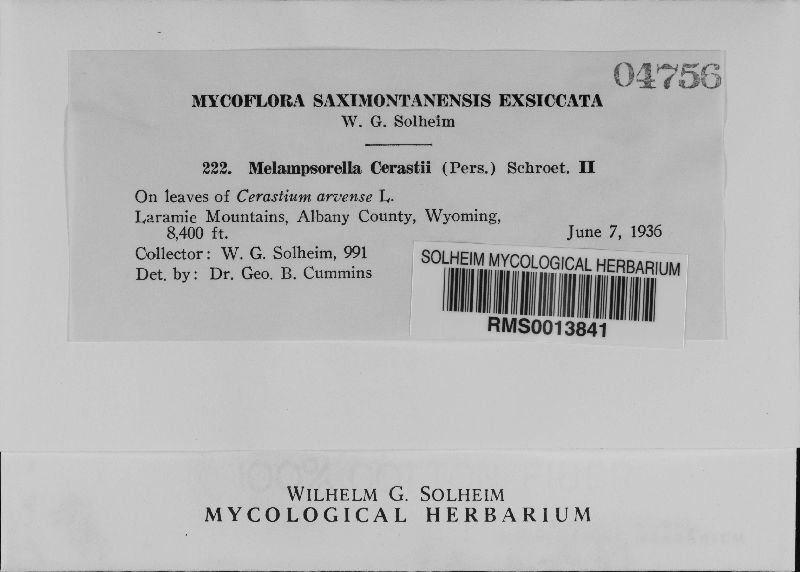 04756
MYCOFLORA SAXIMONTANENSIS EXSICCATA
W. G. Solheim
222. Melampsorella Cerastii (Pers.) Schroet. II
On leaves of Cerastium arvense L.
Laramie Mountains, Albany County, Wyoming,
8,400 ft. June 7, 1936
Collector: W. G. Solheim, 991
Det. by: Dr. Geo. B. Cummins
SOLHEIM MYCOLOGICAL HERBARIUM
RMS0013841
WILHELM G. SOLHEIM
MYCOLOGICAL HERBARIUM